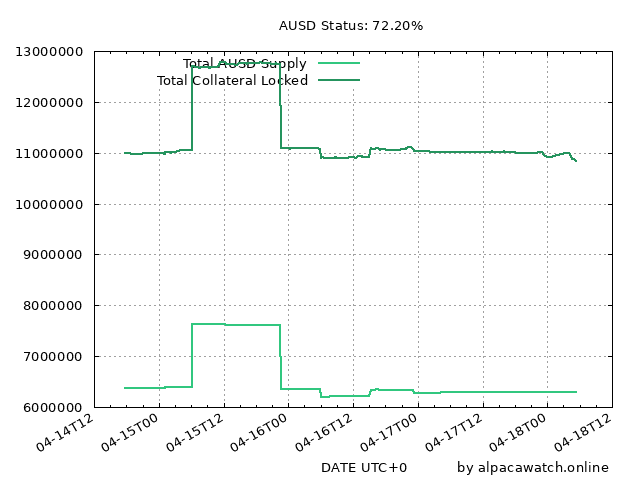 AUSD Status: 72.20%
13000000
Total AUSD Supply
Total Collateral Locked
12000000
11000000
10000000
9000000
8000000
7000000
6000000
04-14T12
04-15T00
04-15T12
04-16T00
04-16T12
04-17T00
04-17T12
04-18T00
04-18T12
DATE UTC+0
by alpacawatch.online